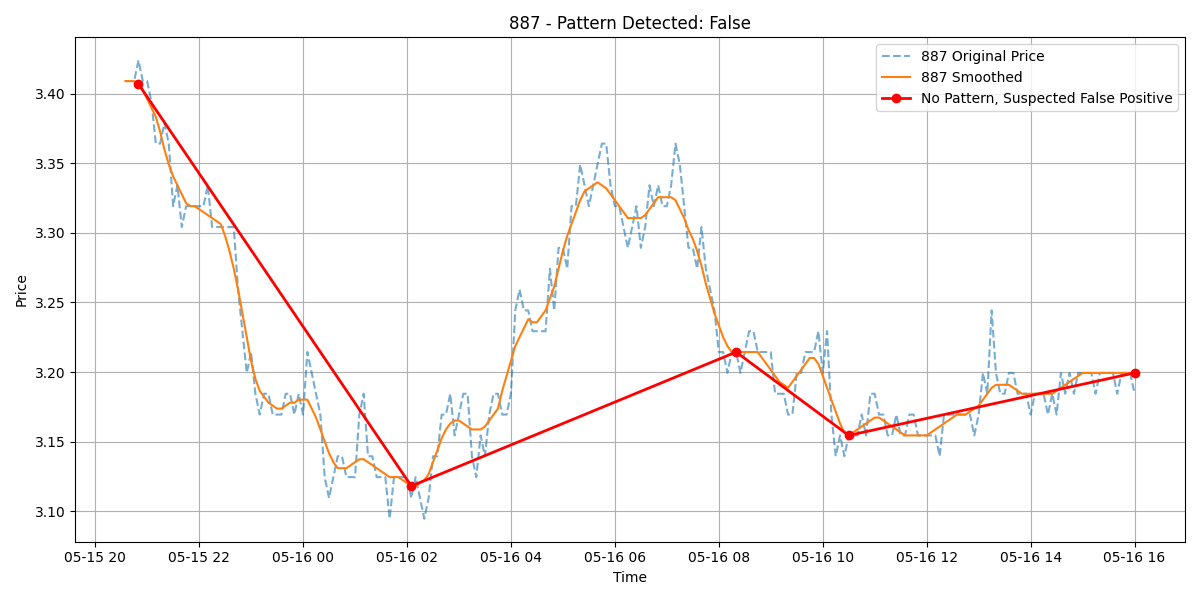 887 - Pattern Detected: False
887 Original Price
887 Smoothed
No Pattern, Suspected False Positive
Price
3.40
3.35
3.30
3.25
3.20
3.15
3.10
05-15 20 05-15 22 05-16 00 05-16 02 05-16 04 05-16 06 05-16 08 05-16 10 05-16 12 05-16 14 05-16 16
Time